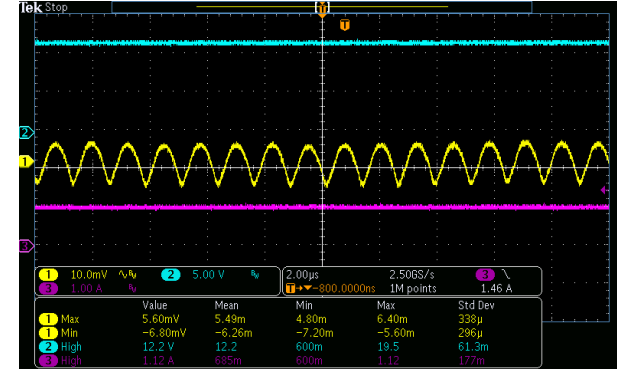 Tek Stop
T
T
2
1
3
1 10.0mV 2 5.00 V 2.00µs 2.50GS/s 3
3 1.00 A T→▼-800.0000ns 1M points 1.46 A
Value Mean Min Max Std Dev
1 Max 5.60mV 5.49m 4.80m 6.40m 338µ
1 Min -6.80mV -6.26m -7.20m -5.60m 296µ
2 High 12.2 V 12.2 600m 19.5 61.3m
3 High 1.12 A 685m 600m 1.12 177m